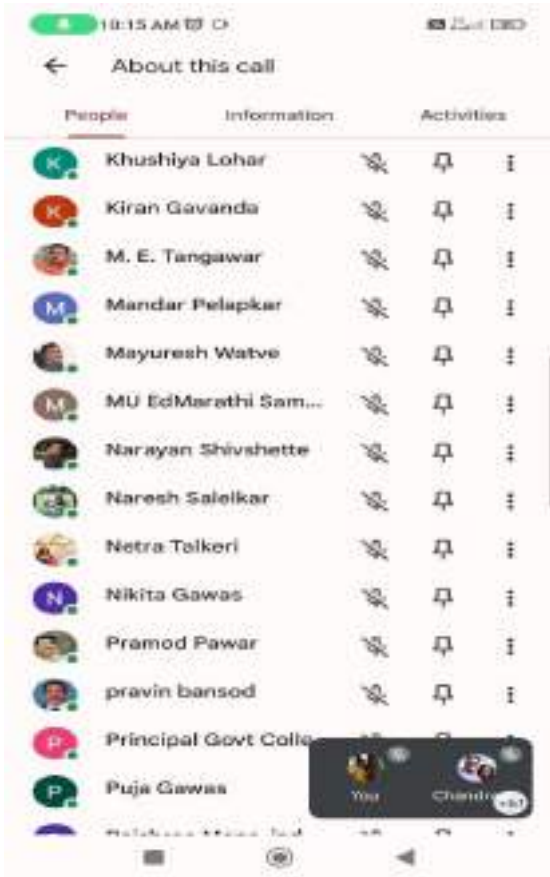 10:15 AM
About this call
People Information Activities
K Khushiya Lohar
K Kiran Gavanda
M. E. Tangawar
M Mandar Pelapkar
Mayuresh Watve
M MU EdMarathi Sam...
Narayan Shivshette
Naresh Salelkar
Netra Talkeri
N Nikita Gawas
Pramod Pawar
pravin bansod
P Principal Govt Colle
P Puja Gawas
You Chandr